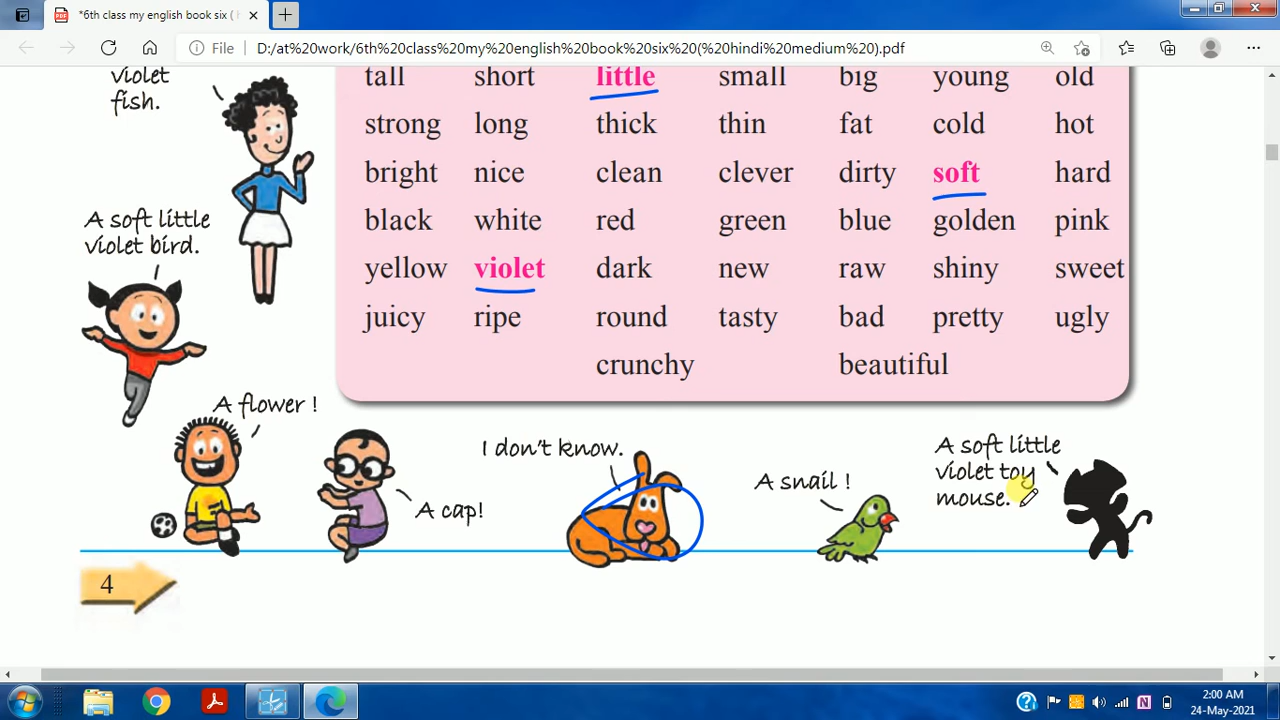 *6th class my english book six ( 
File
D:/at%20work/6th%20class%20my%20english%20book%20six%20(%20hindi%20medium%20).pdf
violet
fish.
tall short little small big young old
strong long thick thin fat cold hot
bright nice clean clever dirty soft hard
black white red green blue golden pink
yellow violet dark new raw shiny sweet
juicy ripe round tasty bad pretty ugly
crunchy beautiful
A soft little
violet bird.
A flower !
A cap!
I don't know.
A snail !
A soft little
violet toy
mouse.
4
2:00 AM
24-May-2021